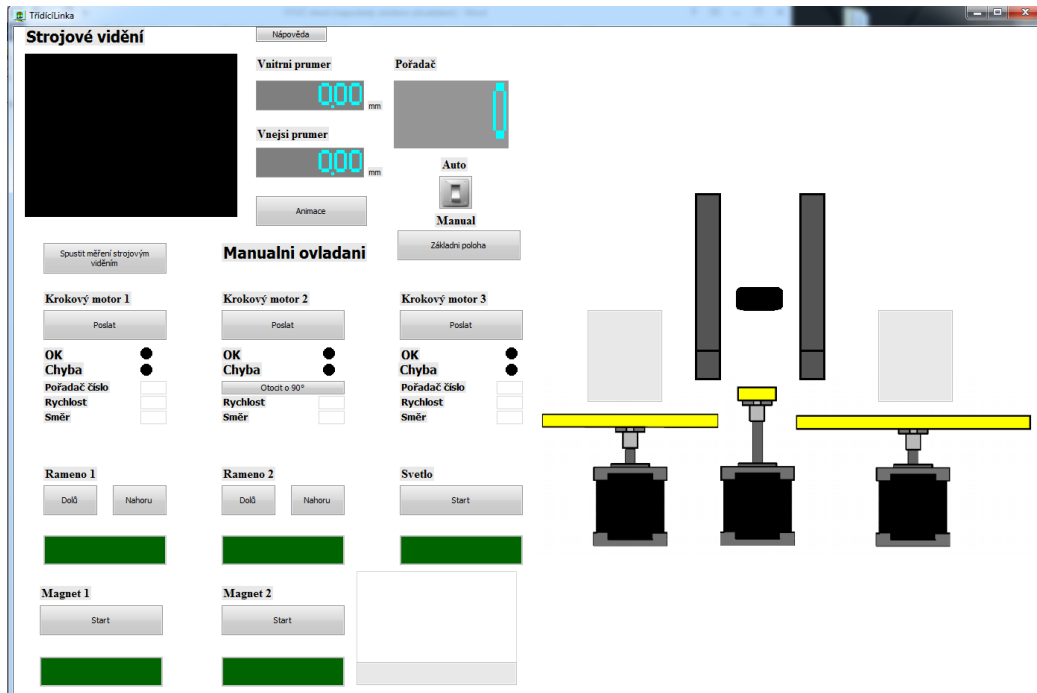 TřídícíLinka
Strojové vidění
Nápověda
Vnitrni prumer
Pořadač
0,00 mm
0
Vnejsi prumer
0,00 mm
Auto
Animace
Manual
Spustit měření strojovým
viděním
Manualni ovladani
Základni poloha
Krokový motor 1
Krokový motor 2
Krokový motor 3
Poslat
Poslat
Poslat
OK
OK
OK
Chyba
Chyba
Chyba
Pořadač číslo
Otocit o 90°
Pořadač číslo
Rychlost
Rychlost
Rychlost
Směr
Směr
Směr
Rameno 1
Rameno 2
Svetlo
Dolů
Nahoru
Dolů
Nahoru
Start
Magnet 1
Magnet 2
Start
Start